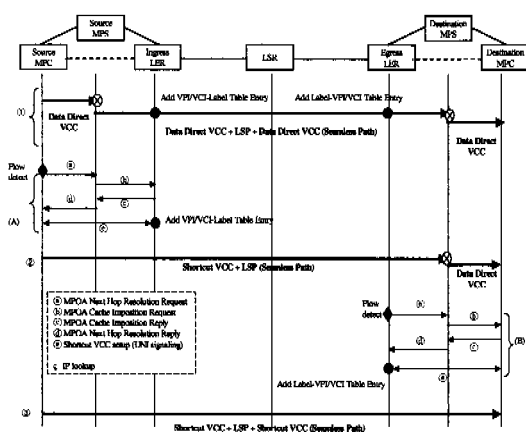 Source
MPS
Destination
MPS
Source
MPC
Ingress
LER
LSR
Egress
LER
Destination
MPC
①
Data Direct
VCC
Add VPI/VCI-Label Table Entry
Add Label-VPI/VCI Table Entry
Data Direct VCC + LSP + Data Direct VCC (Seamless Path)
Data Direct
VCC
Flow
detect
ⓐ
ⓑ
ⓒ
ⓓ
(A)
ⓔ
Add VPI/VCI-Label Table Entry
②
Shortcut VCC + LSP (Seamless Path)
Data Direct
VCC
ⓐ MPOA Next Hop Resolution Request
ⓑ MPOA Cache Imposition Request
ⓒ MPOA Cache Imposition Reply
ⓓ MPOA Next Hop Resolution Reply
ⓔ Shortcut VCC setup (UNI signaling)
IP lookup
Flow
detect
ⓐ
ⓑ
ⓒ
ⓓ
(B)
ⓔ
Add Label-VPI/VCI Table Entry
③
Shortcut VCC + LSP + Shortcut VCC (Seamless Path)